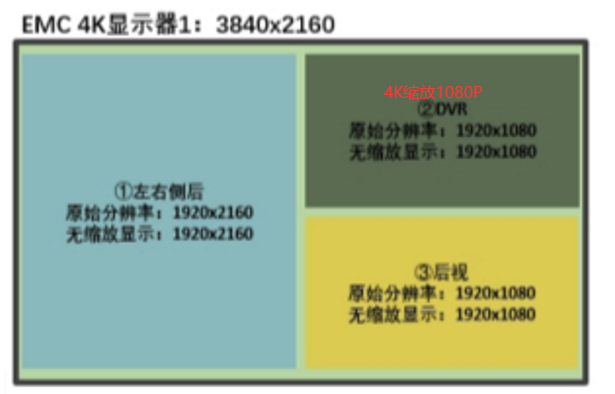 EMC 4K显示器1：3840x2160
①左右侧后
原始分辨率：1920x2160
无缩放显示：1920x2160
4K缩放1080P
②DVR
原始分辨率：1920x1080
无缩放显示：1920x1080
③后视
原始分辨率：1920x1080
无缩放显示：1920x1080